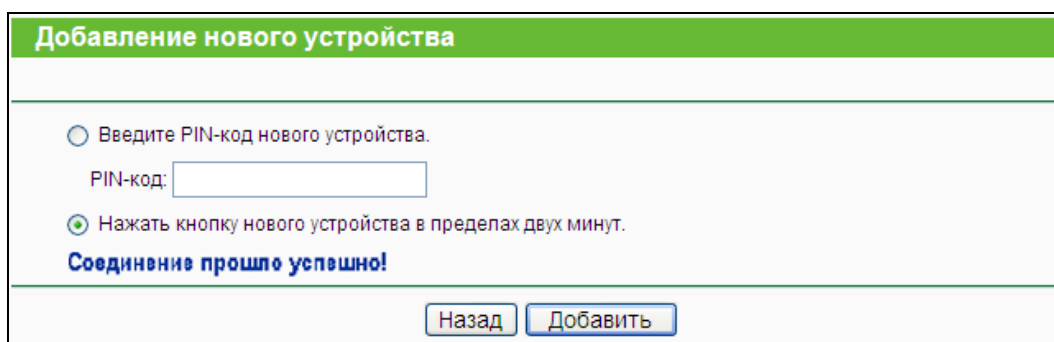 Добавление нового устройства
Введите PIN-код нового устройства.
PIN-код:
Нажать кнопку нового устройства в пределах двух минут.
Соединение прошло успешно!
Назад Добавить